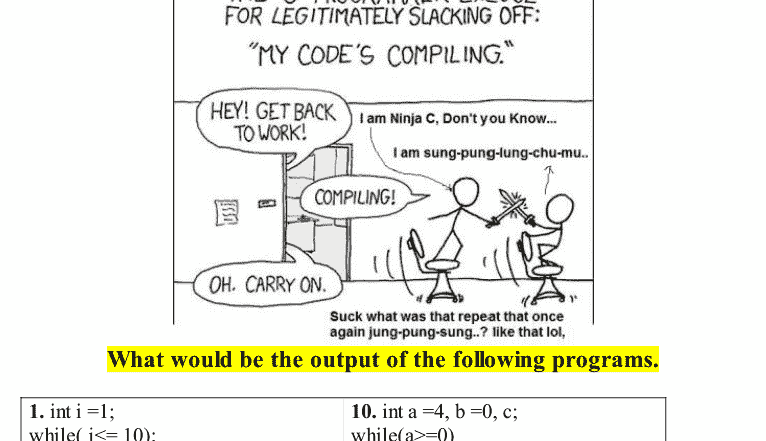 FOR LEGITIMATELY SLACKING OFF:
"MY CODE'S COMPILING."
HEY! GET BACK
TO WORK!
I am Ninja C, Don't you Know...
I am sung-pung-lung-chu-mu..
COMPILING!
OH. CARRY ON.
Suck what was that repeat that once
again jung-pung-sung..? like that lol,
What would be the output of the following programs.
1. int i =1;
while( i<= 10);
10. int a =4, b =0, c;
while(a>=0)